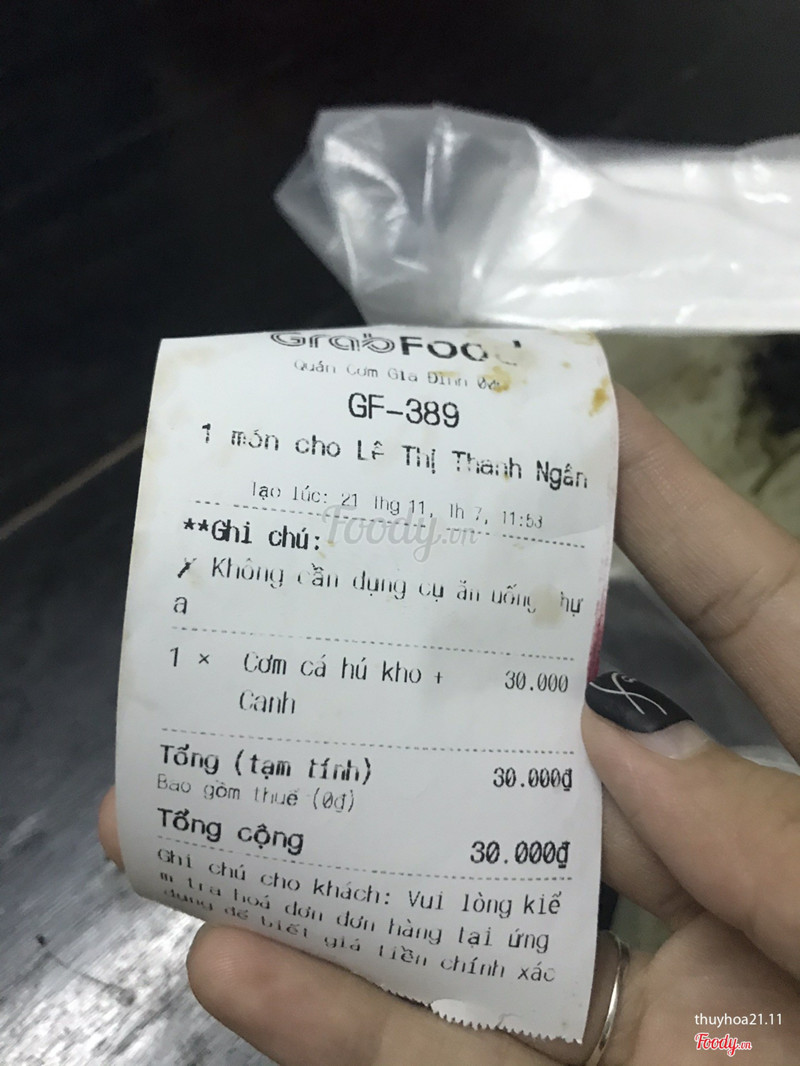 GrabFood
Quán Cơm Gia Đình
GF-389
1 món cho Lê Thị Thanh Ngân
Tạo lúc: 21 thg 11, Th 7, 11:53
Foody.vn
**Ghi chú:
Không cần dụng cụ ăn uống nhự
a
1 × Cơm cá hú kho + 30.000
Canh
Tổng (tạm tính) 30.000₫
Bao gồm thuế (0₫)
Tổng cộng 30.000₫
Ghi chú cho khách: Vui lòng kiể
m tra hoá đơn đơn hàng tại ứng
dụng để biết giá tiền chính xác
thuyhoa21.11
Foody.vn